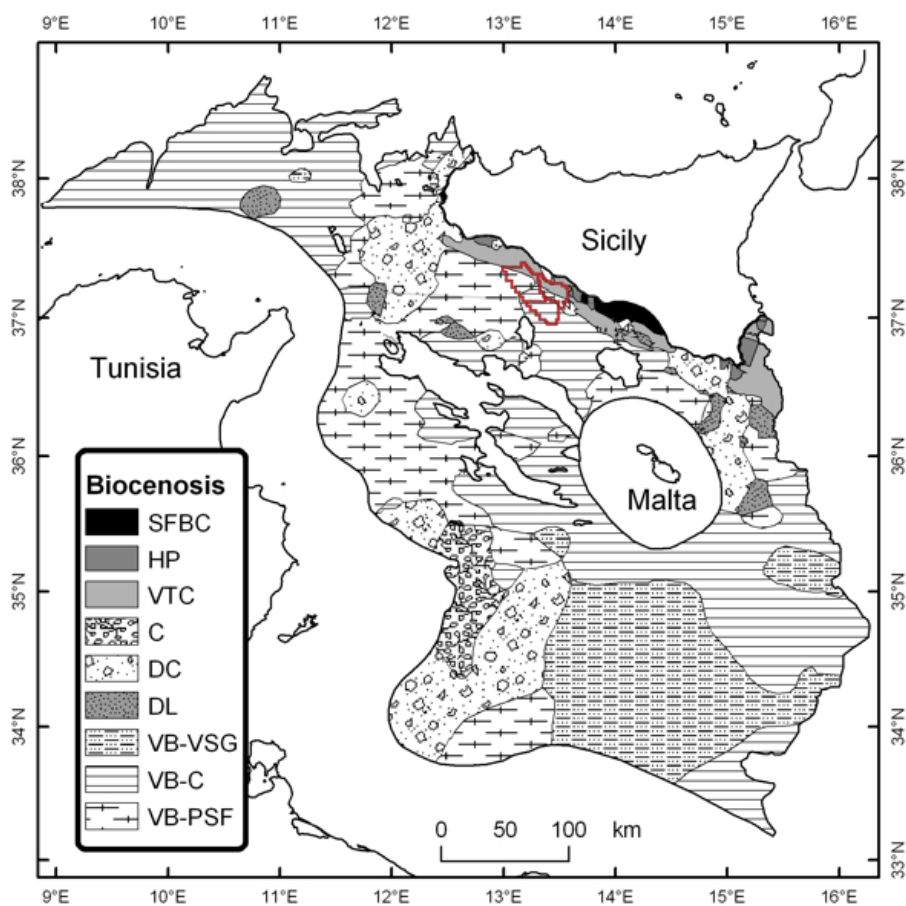 9°E 10°E 11°E 12°E 13°E 14°E 15°E 16°E
38°N 38°N
Sicily
37°N 37°N
Tunisia
36°N 36°N
Malta
35°N 35°N
34°N 34°N
33°N 33°N
Biocenosis
SFBC
HP
VTC
C
DC
DL
VB-VSG
VB-C
VB-PSF
0 50 100 km
9°E 10°E 11°E 12°E 13°E 14°E 15°E 16°E